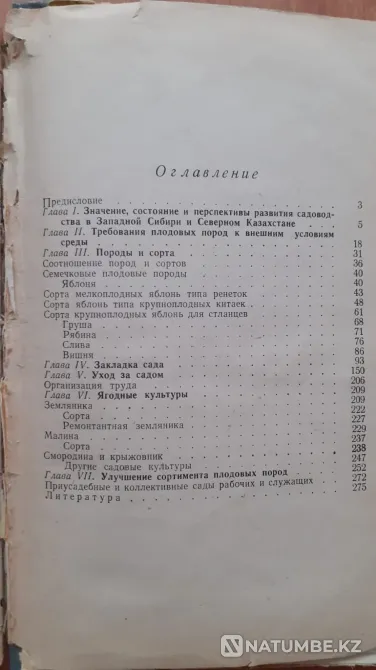 Оглавление
Предисловие 3
Глава I. Значение, состояние и перспективы развития садоводства
в Западной Сибири и Северном Казахстане 5
Глава II. Требования плодовых пород к внешним условиям
среды 18
Глава III. Породы и сорта 31
Соотношение пород и сортов 36
Семечковые плодовые породы 40
Яблоня 40
Сорта мелкоплодных яблонь типа ренеток 43
Сорта яблонь типа крупноплодных китаек 48
Сорта крупноплодных яблонь для стланцев 61
Груша 68
Рябина 71
Слива 76
Вишня 86
Глава IV. Закладка сада 93
Глава V. Уход за садом 150
Организация труда 206
Глава VI. Ягодные культуры 209
Земляника 209
Сорта 222
Ремонтантная земляника 227
Малина 229
Сорта 237
Смородина и крыжовник 238
Другие садовые культуры 247
Глава VII. Улучшение сортимента плодовых пород 252
Приусадебные и коллективные сады рабочих и служащих 272
Литература 275
NATUMBE.KZ